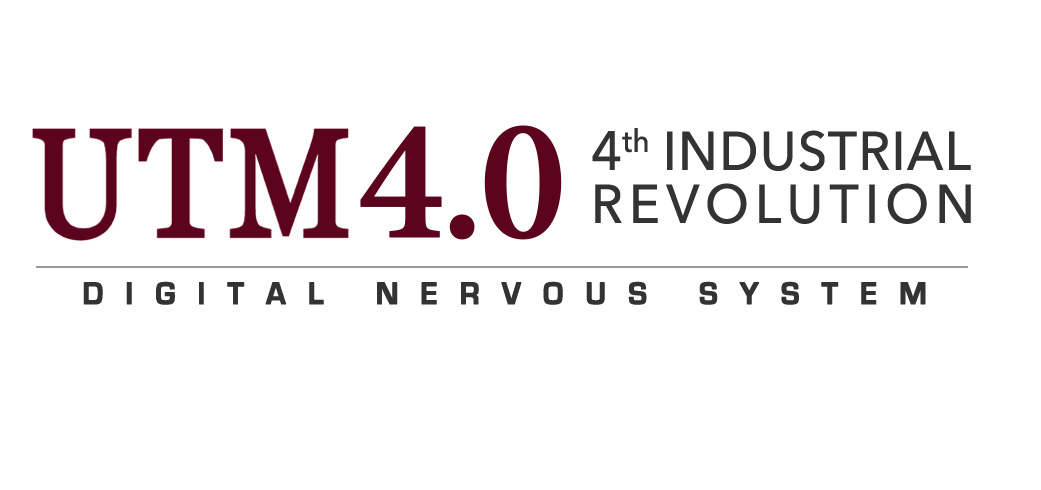 UTM4.0
4th INDUSTRIAL
REVOLUTION
DIGITAL NERVOUS SYSTEM